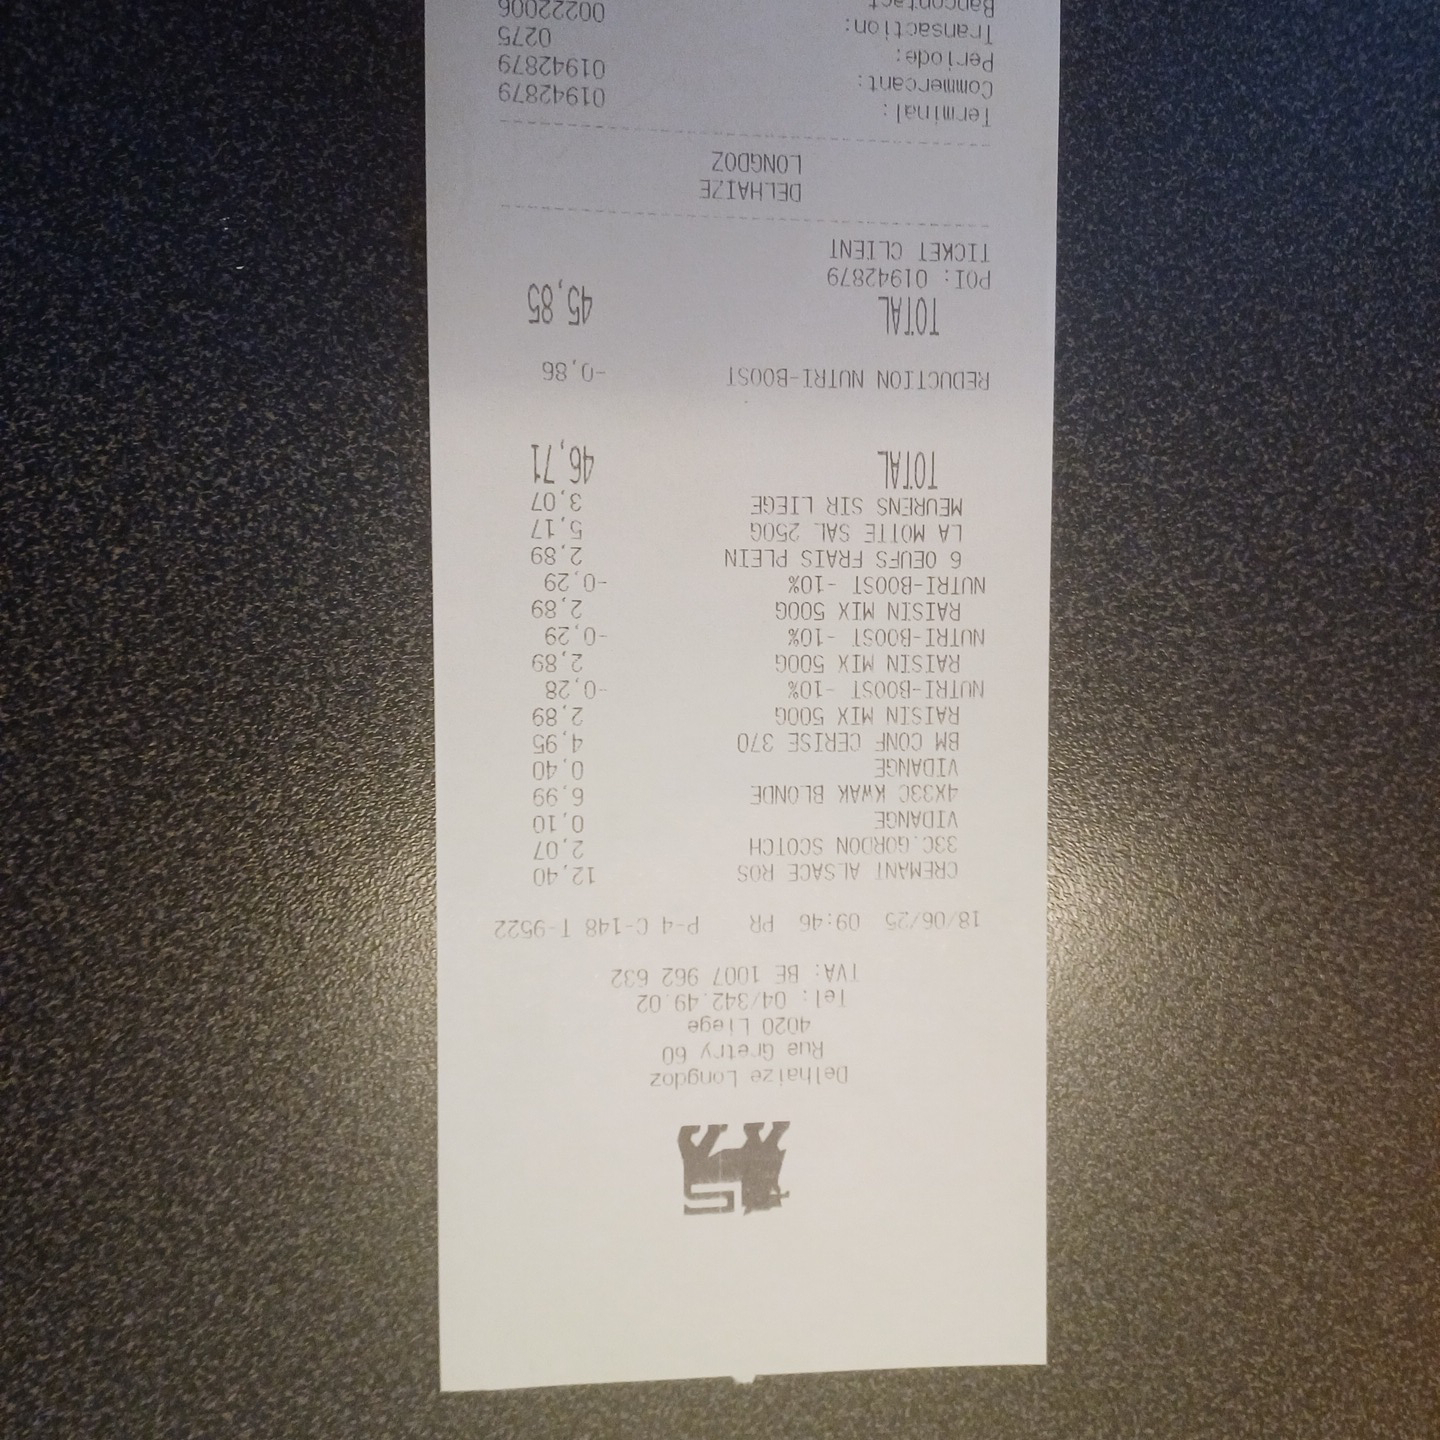 Delhaize Longdoz
Rue Gretry 60
4020 Liege
Tel: 04/342.49.02
TVA: BE 1007 962 632
18/06/25 09:46 PR P-4 C-148 T-9522
CREMANT ALSACE ROS 12,40
33C.GORDON SCOTCH 2,07
VIDANGE 0,10
4X33C KWAK BLONDE 6,99
VIDANGE 0,40
BM CONF CERISE 370 4,95
RAISIN MIX 500G 2,89
NUTRI-BOOST -10% -0,28
RAISIN MIX 500G 2,89
NUTRI-BOOST -10% -0,29
RAISIN MIX 500G 2,89
NUTRI-BOOST -10% -0,29
6 OEUFS FRAIS PLEIN 2,89
LA MOTTE SAL 250G 5,17
MEURENS SIR LIEGE 3,07
TOTAL 46,71
REDUCTION NUTRI-BOOST -0,86
TOTAL 45,85
POI: 01942879
TICKET CLIENT
DELHAIZE
LONGDOZ
Terminal: 01942879
Commercant: 01942879
Periode: 0275
Transaction: 00222006
Bancontact